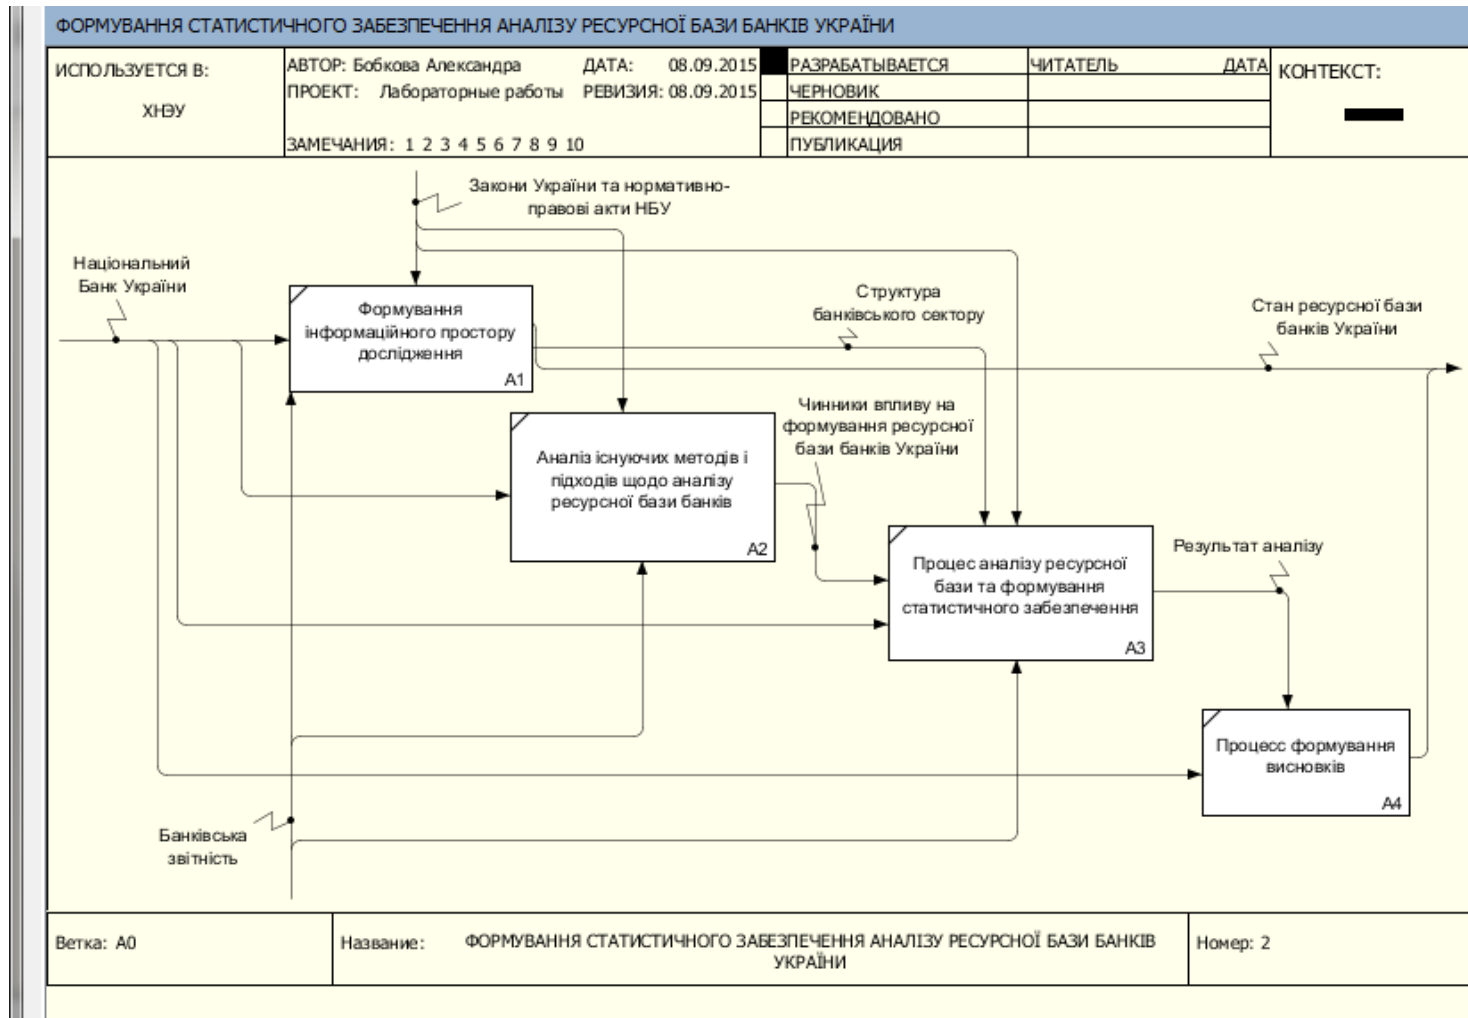 ФОРМУВАННЯ СТАТИСТИЧНОГО ЗАБЕЗПЕЧЕННЯ АНАЛІЗУ РЕСУРСНОЇ БАЗИ БАНКІВ УКРАЇНИ
ИСПОЛЬЗУЕТСЯ В:
ХНЭУ
АВТОР: Бобкова Александра
ДАТА: 08.09.2015
ПРОЕКТ: Лабораторные работы
РЕВИЗИЯ: 08.09.2015
ЗАМЕЧАНИЯ: 1 2 3 4 5 6 7 8 9 10
РАЗРАБАТЫВАЕТСЯ
ЧЕРНОВИК
РЕКОМЕНДОВАНО
ПУБЛИКАЦИЯ
ЧИТАТЕЛЬ
ДАТА
КОНТЕКСТ:
Закони України та нормативно-
правові акти НБУ
Національний
Банк України
Формування
інформаційного простору
дослідження
A1
Структура
банківського сектору
Стан ресурсної бази
банків України
Чинники впливу на
формування ресурсної
бази банків України
Аналіз існуючих методів і
підходів щодо аналізу
ресурсної бази банків
A2
Процес аналізу ресурсної
бази та формування
статистичного забезпечення
A3
Результат аналізу
Процесс формування
висновків
A4
Банківська
звітність
Ветка: A0
Название:
ФОРМУВАННЯ СТАТИСТИЧНОГО ЗАБЕЗПЕЧЕННЯ АНАЛІЗУ РЕСУРСНОЇ БАЗИ БАНКІВ
УКРАЇНИ
Номер: 2